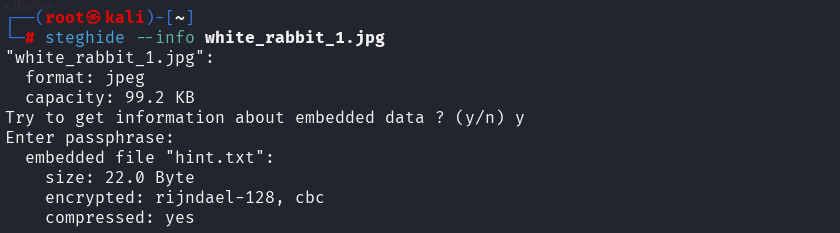 </body>
┌──(root㉿kali)-[~]
└─# steghide --info white_rabbit_1.jpg
"white_rabbit_1.jpg":
  format: jpeg
  capacity: 99.2 KB
Try to get information about embedded data ? (y/n) y
Enter passphrase:
  embedded file "hint.txt":
    size: 22.0 Byte
    encrypted: rijndael-128, cbc
    compressed: yes